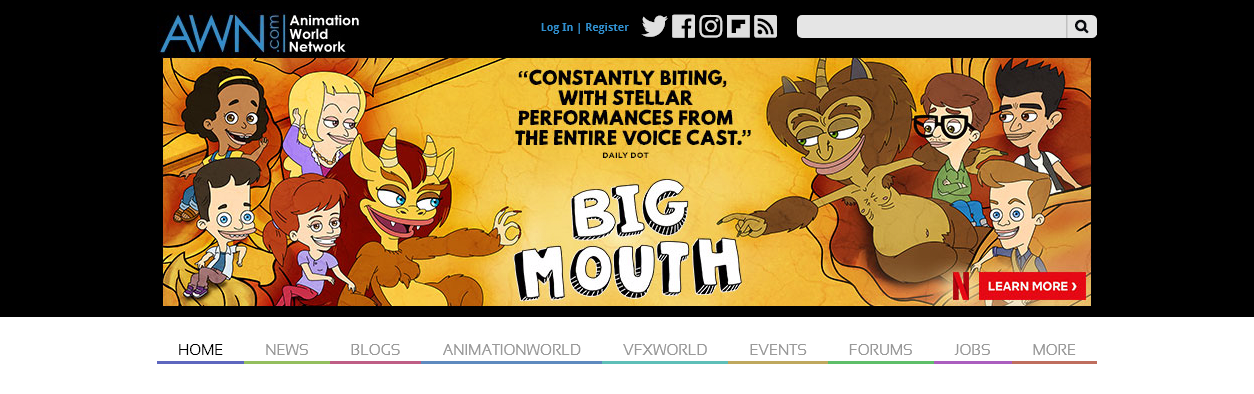 AWN.com
Animation
World
Network
Log In | Register
“CONSTANTLY BITING,
WITH STELLAR
PERFORMANCES FROM
THE ENTIRE VOICE CAST.”
DAILY DOT
BIG
MOUTH
N LEARN MORE ›
HOME NEWS BLOGS ANIMATIONWORLD VFXWORLD EVENTS FORUMS JOBS MORE